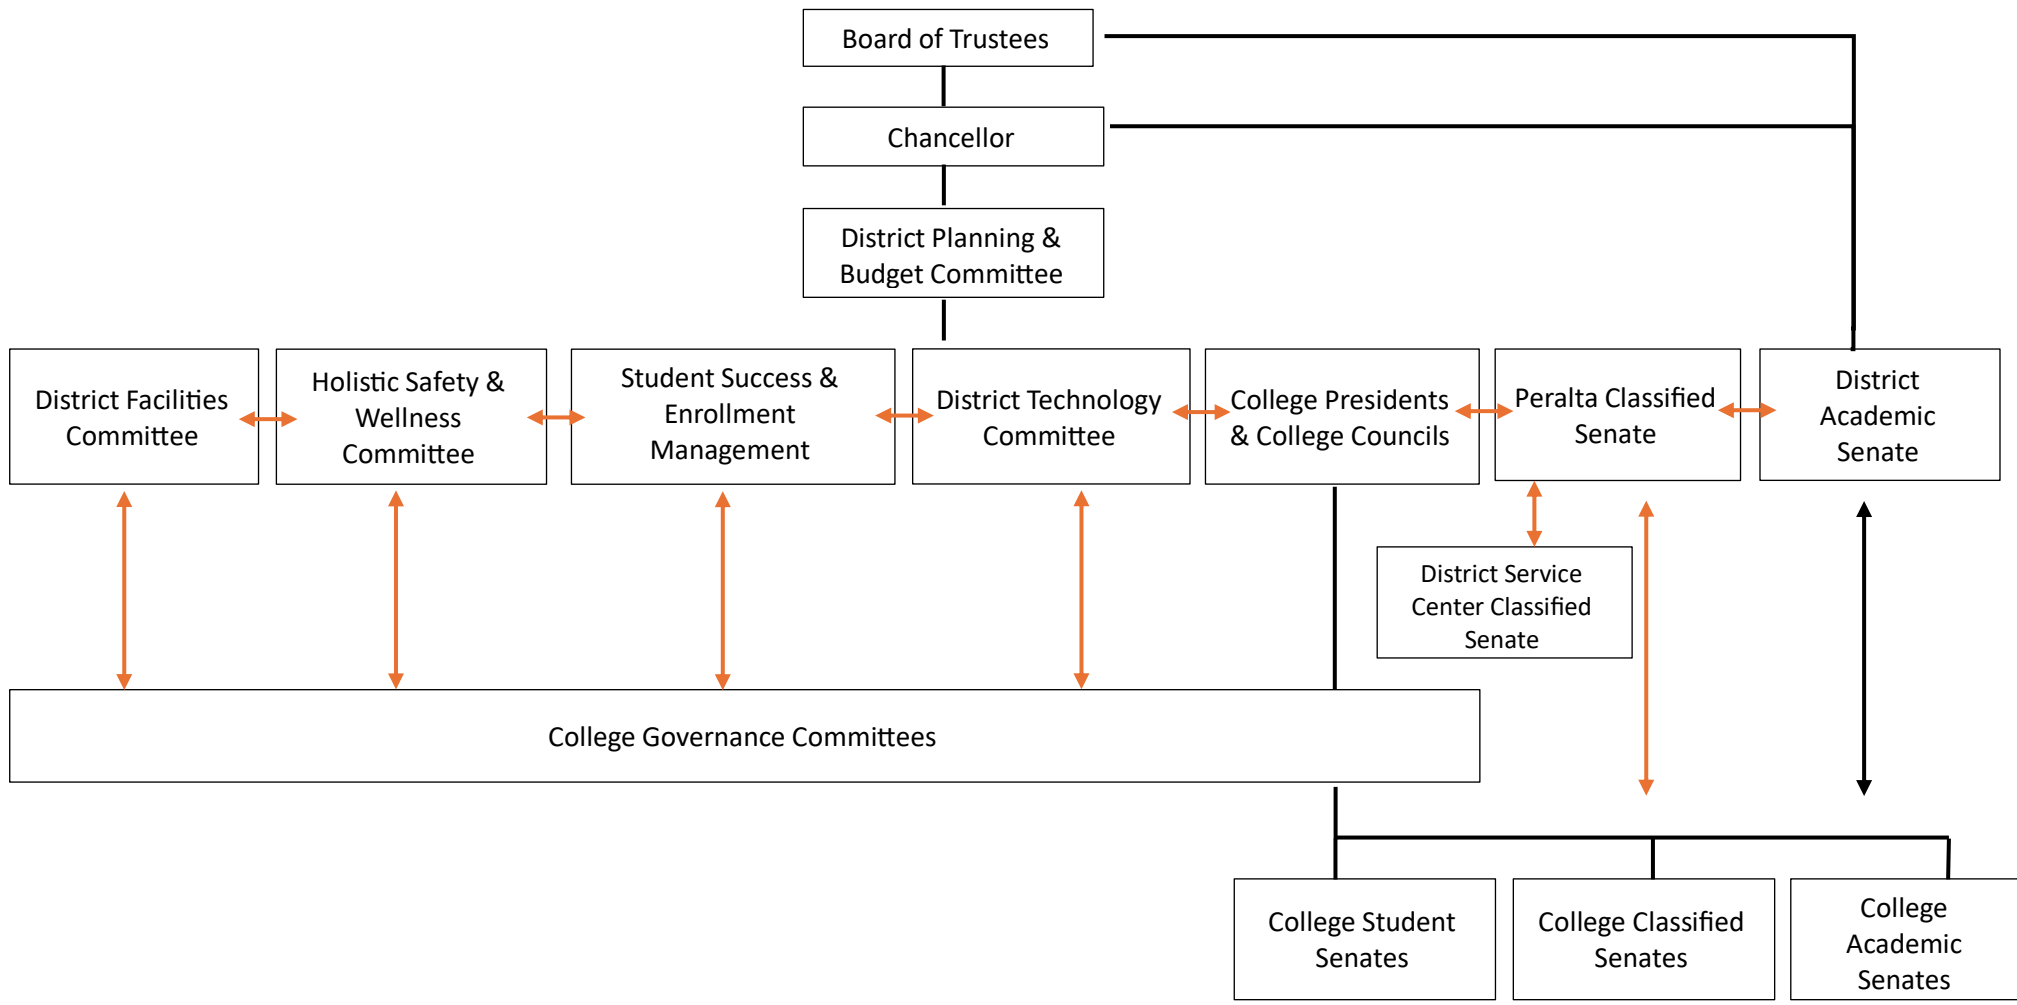 Board of Trustees
Chancellor
District Planning &
Budget Committee
District Facilities
Committee
Holistic Safety &
Wellness
Committee
Student Success &
Enrollment
Management
District Technology
Committee
College Presidents
& College Councils
Peralta Classified
Senate
District
Academic
Senate
District Service
Center Classified
Senate
College Governance Committees
College Student
Senates
College Classified
Senates
College
Academic
Senates